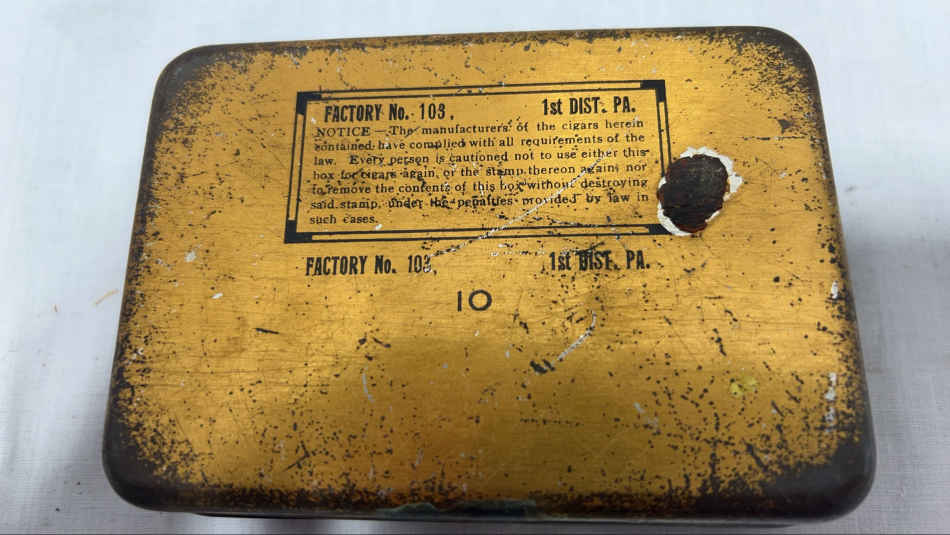 FACTORY No. 103. 1st DIST. PA.
NOTICE — The manufacturers of the cigars herein
contained have complied with all requirements of the
law. Every person is cautioned not to use either this
box for cigars again, or the stamp thereon again, nor
to remove the contents of this box without destroying
said stamp, under the penalties provided by law in
such cases.
FACTORY No. 103, 1st DIST. PA.
10